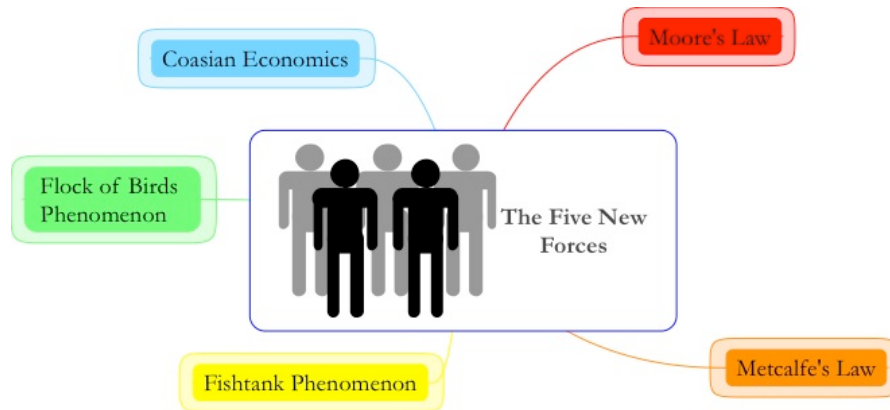 Coasian Economics
Moore's Law
Flock of Birds
Phenomenon
The Five New
Forces
Fishtank Phenomenon
Metcalfe's Law